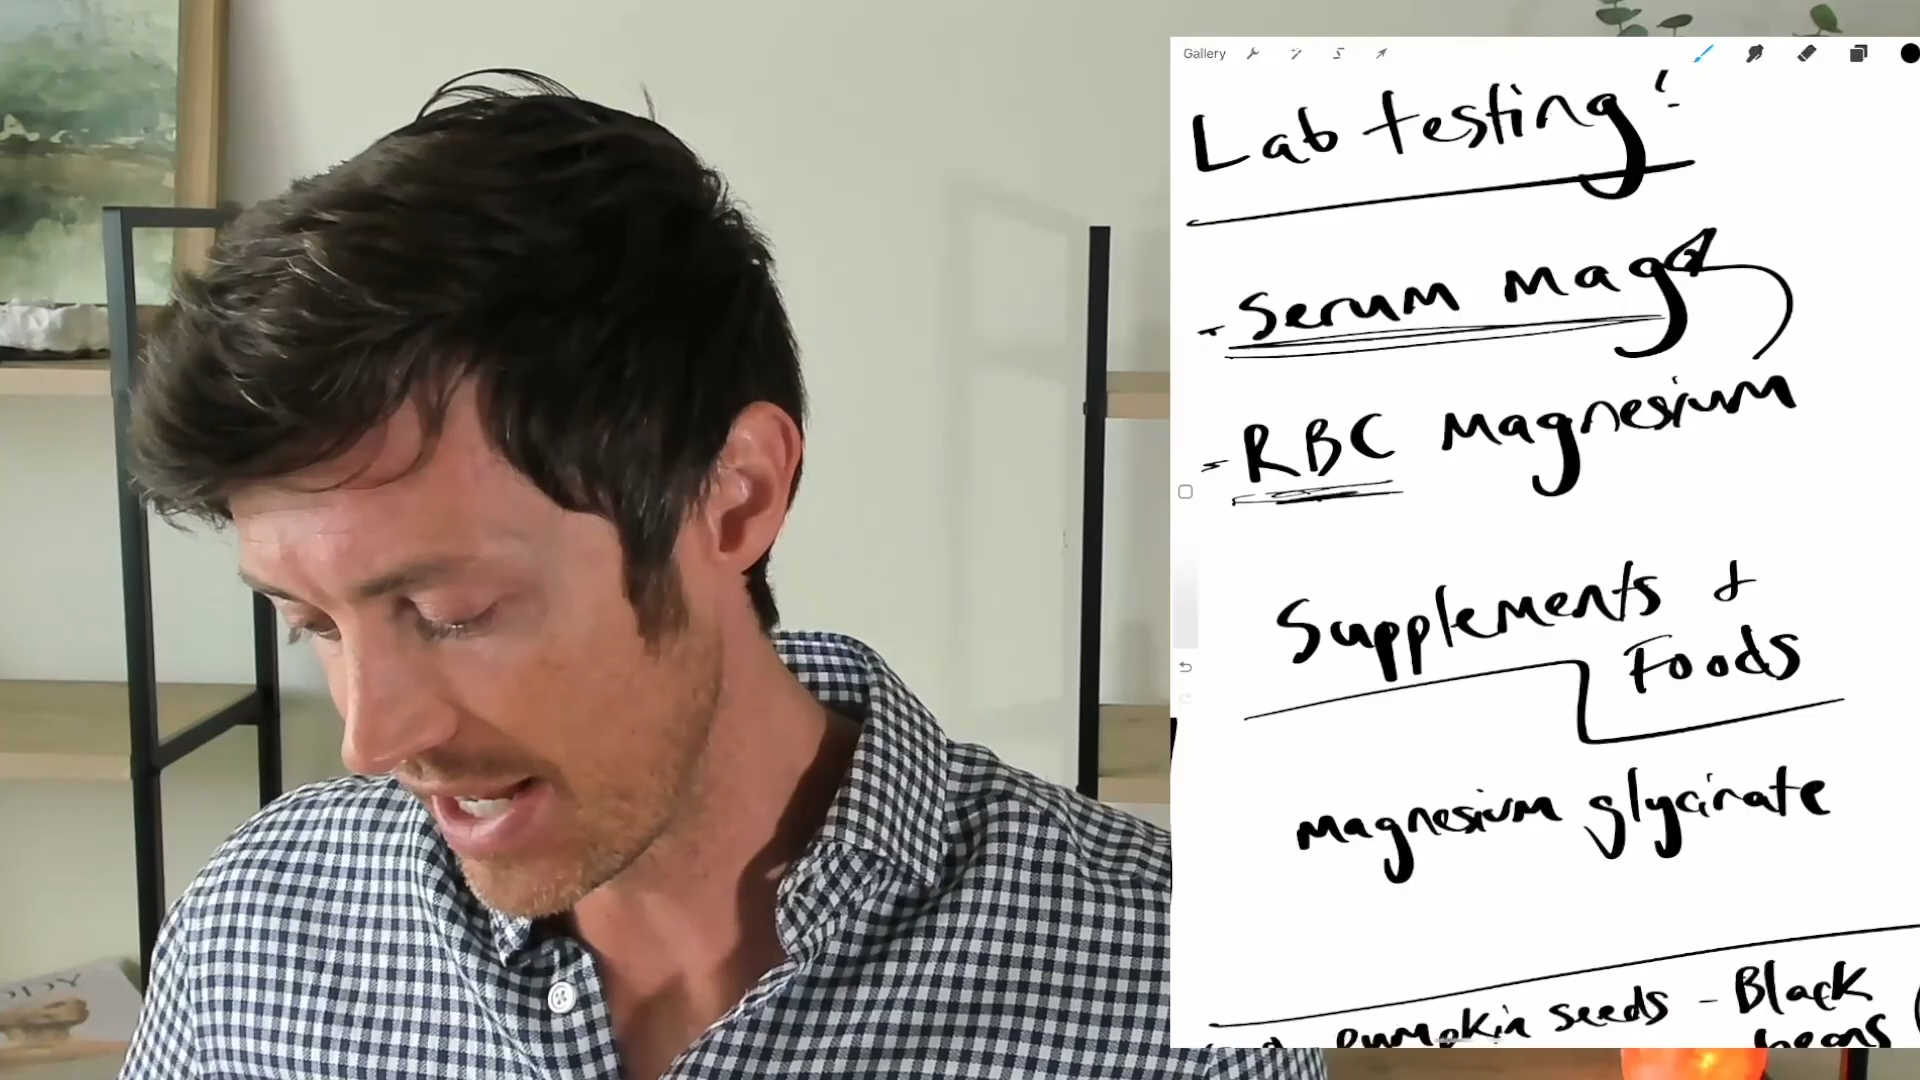 Gallery
Lab testing!
- Serum mag
- RBC Magnesium
Supplements +
Foods
magnesium glycinate
pumpkin seeds - Black
beans